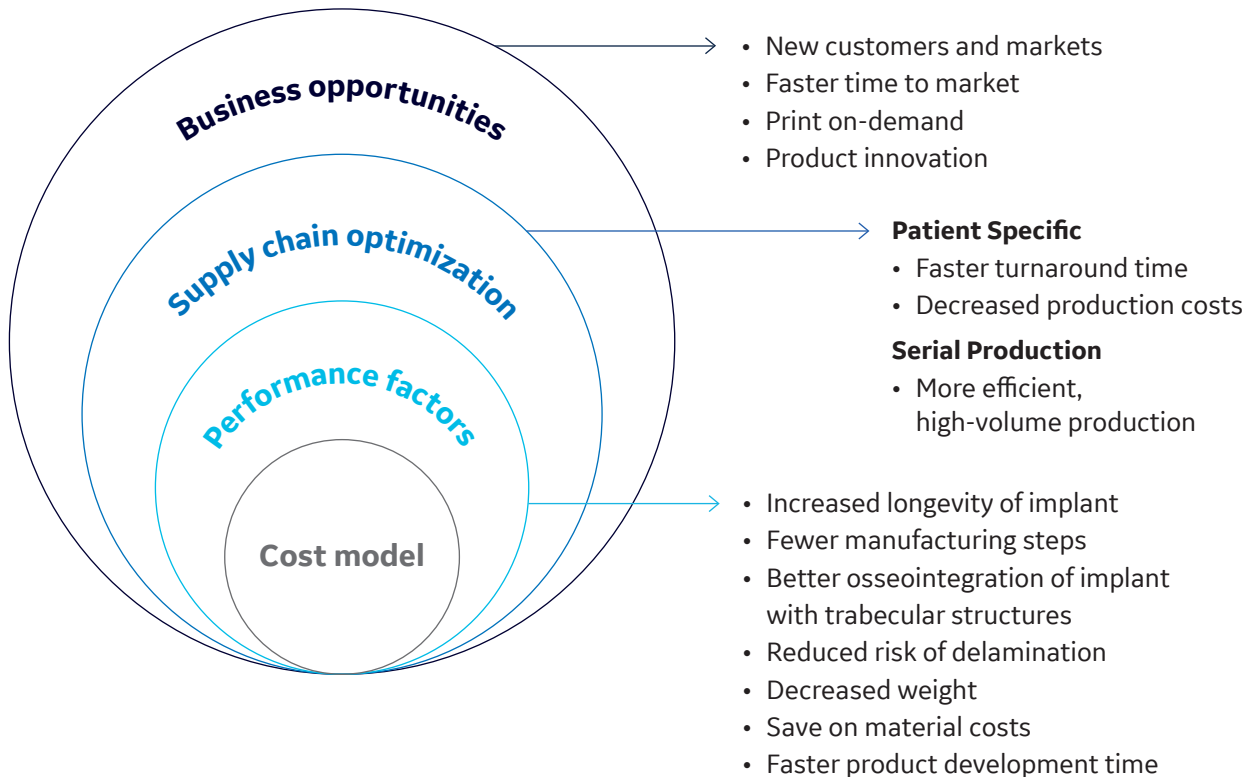 Business opportunities
• New customers and markets
• Faster time to market
• Print on-demand
• Product innovation
Supply chain optimization
Patient Specific
• Faster turnaround time
• Decreased production costs
Serial Production
• More efficient,
high-volume production
Performance factors
• Increased longevity of implant
• Fewer manufacturing steps
• Better osseointegration of implant
with trabecular structures
• Reduced risk of delamination
• Decreased weight
• Save on material costs
• Faster product development time
Cost model